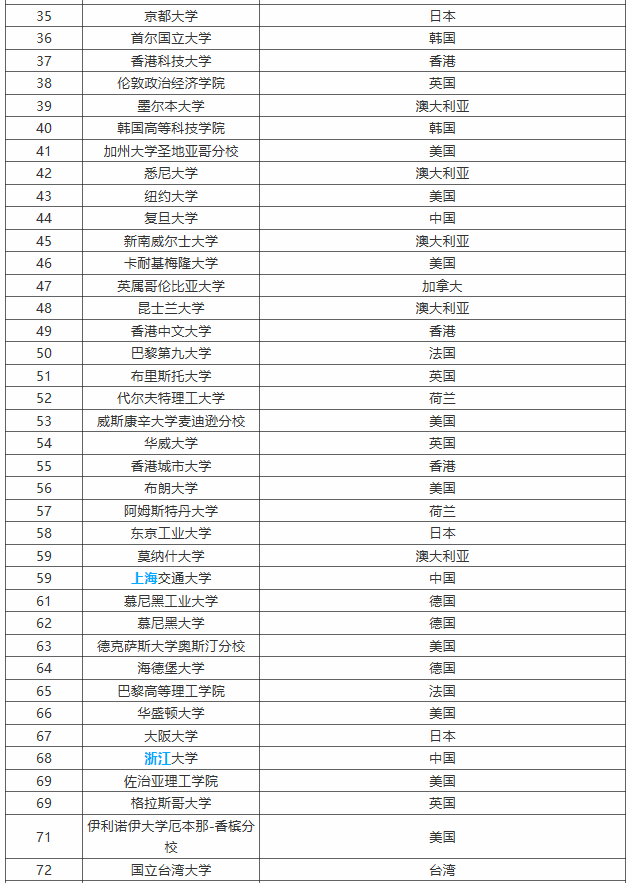 35 京都大学 日本
36 首尔国立大学 韩国
37 香港科技大学 香港
38 伦敦政治经济学院 英国
39 墨尔本大学 澳大利亚
40 韩国高等科技学院 韩国
41 加州大学圣地亚哥分校 美国
42 悉尼大学 澳大利亚
43 纽约大学 美国
44 复旦大学 中国
45 新南威尔士大学 澳大利亚
46 卡耐基梅隆大学 美国
47 英属哥伦比亚大学 加拿大
48 昆士兰大学 澳大利亚
49 香港中文大学 香港
50 巴黎第九大学 法国
51 布里斯托大学 英国
52 代尔夫特理工大学 荷兰
53 威斯康辛大学麦迪逊分校 美国
54 华威大学 英国
55 香港城市大学 香港
56 布朗大学 美国
57 阿姆斯特丹大学 荷兰
58 东京工业大学 日本
59 莫纳什大学 澳大利亚
59 上海交通大学 中国
61 慕尼黑工业大学 德国
62 慕尼黑大学 德国
63 德克萨斯大学奥斯汀分校 美国
64 海德堡大学 德国
65 巴黎高等理工学院 法国
66 华盛顿大学 美国
67 大阪大学 日本
68 浙江大学 中国
69 佐治亚理工学院 美国
69 格拉斯哥大学 英国
71 伊利诺伊大学厄本那-香槟分
校 美国
72 国立台湾大学 台湾